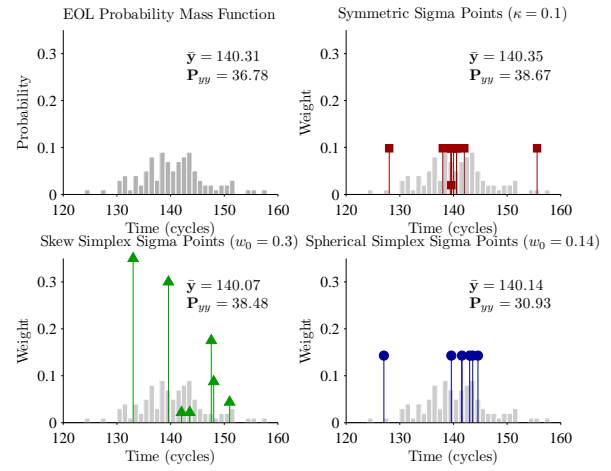 EOL Probability Mass Function
Symmetric Sigma Points (κ = 0.1)
0.3
0.2
0.1
0
Probability
ȳ = 140.31
P_yy = 36.78
120 130 140 150 160
Time (cycles)
0.3
0.2
0.1
0
Weight
ȳ = 140.35
P_yy = 38.67
120 130 140 150 160
Time (cycles)
Skew Simplex Sigma Points (w_0 = 0.3)
Spherical Simplex Sigma Points (w_0 = 0.14)
0.3
0.2
0.1
0
Weight
ȳ = 140.07
P_yy = 38.48
120 130 140 150 160
Time (cycles)
0.3
0.2
0.1
0
Weight
ȳ = 140.14
P_yy = 30.93
120 130 140 150 160
Time (cycles)